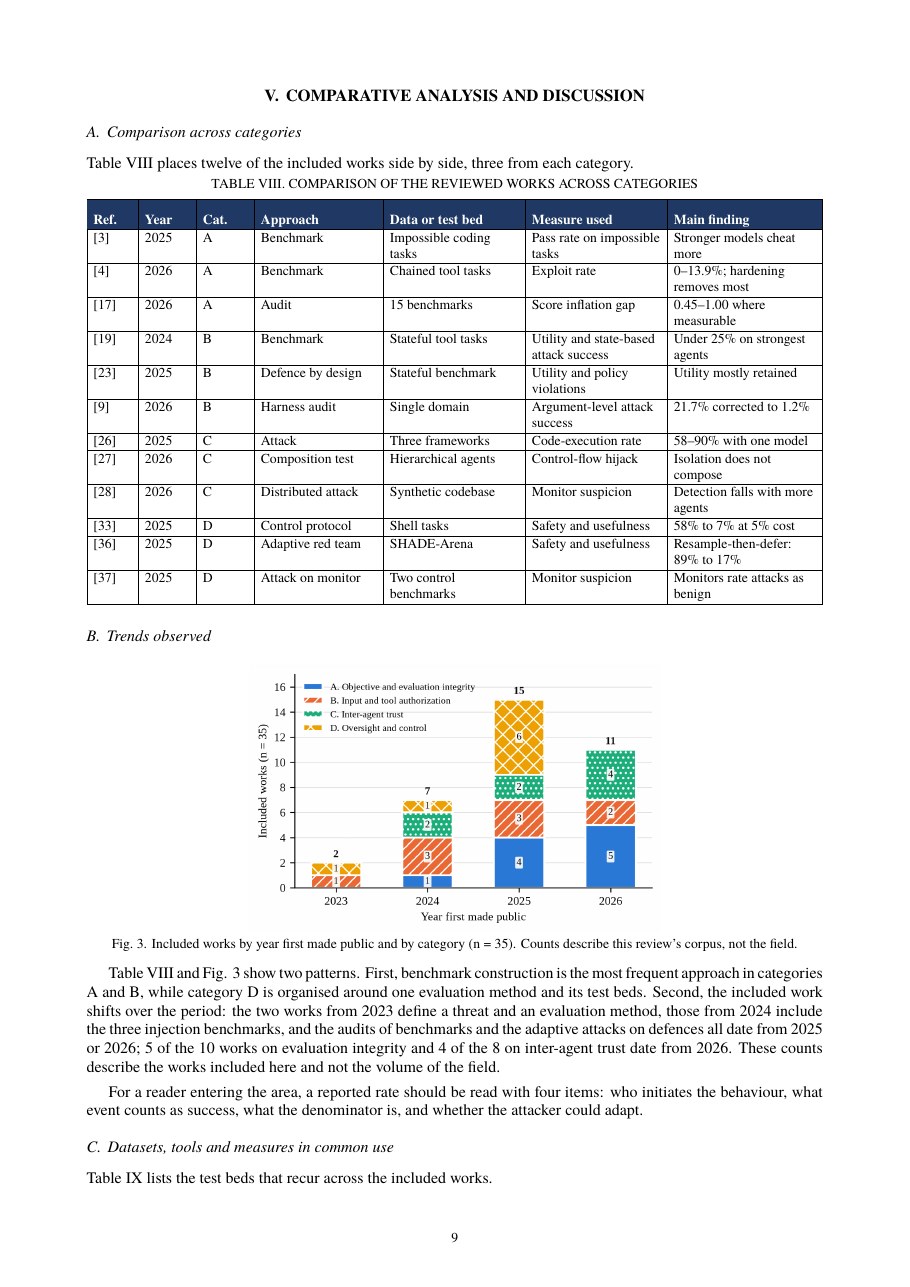 V. COMPARATIVE ANALYSIS AND DISCUSSION
A. Comparison across categories
Table VIII places twelve of the included works side by side, three from each category.
TABLE VIII. COMPARISON OF THE REVIEWED WORKS ACROSS CATEGORIES
Ref. Year Cat. Approach Data or test bed Measure used Main finding
[3] 2025 A Benchmark Impossible coding Pass rate on impossible Stronger models cheat
tasks tasks more
[4] 2026 A Benchmark Chained tool tasks Exploit rate 0–13.9%; hardening
removes most
[17] 2026 A Audit 15 benchmarks Score inflation gap 0.45–1.00 where
measurable
[19] 2024 B Benchmark Stateful tool tasks Utility and state-based Under 25% on strongest
attack success agents
[23] 2025 B Defence by design Stateful benchmark Utility and policy Utility mostly retained
violations
[9] 2026 B Harness audit Single domain Argument-level attack 21.7% corrected to 1.2%
success
[26] 2025 C Attack Three frameworks Code-execution rate 58–90% with one model
[27] 2026 C Composition test Hierarchical agents Control-flow hijack Isolation does not
compose
[28] 2026 C Distributed attack Synthetic codebase Monitor suspicion Detection falls with more
agents
[33] 2025 D Control protocol Shell tasks Safety and usefulness 58% to 7% at 5% cost
[36] 2025 D Adaptive red team SHADE-Arena Safety and usefulness Resample-then-defer:
89% to 17%
[37] 2025 D Attack on monitor Two control Monitor suspicion Monitors rate attacks as
benchmarks benign
B. Trends observed
Included works (n = 35)
16
14
12
10
8
6
4
2
0
A. Objective and evaluation integrity
B. Input and tool authorization
C. Inter-agent trust
D. Oversight and control
2
1
1
7
1
2
3
1
15
6
2
3
4
11
4
2
5
2023 2024 2025 2026
Year first made public
Fig. 3. Included works by year first made public and by category (n = 35). Counts describe this review's corpus, not the field.
Table VIII and Fig. 3 show two patterns. First, benchmark construction is the most frequent approach in categories
A and B, while category D is organised around one evaluation method and its test beds. Second, the included work
shifts over the period: the two works from 2023 define a threat and an evaluation method, those from 2024 include
the three injection benchmarks, and the audits of benchmarks and the adaptive attacks on defences all date from 2025
or 2026; 5 of the 10 works on evaluation integrity and 4 of the 8 on inter-agent trust date from 2026. These counts
describe the works included here and not the volume of the field.
For a reader entering the area, a reported rate should be read with four items: who initiates the behaviour, what
event counts as success, what the denominator is, and whether the attacker could adapt.
C. Datasets, tools and measures in common use
Table IX lists the test beds that recur across the included works.
9